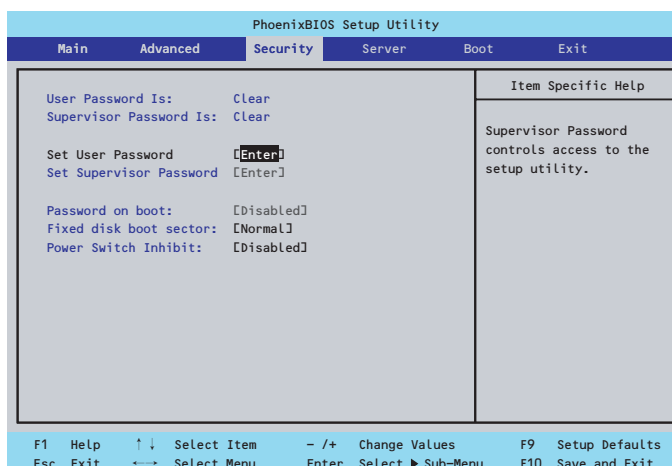 PhoenixBIOS Setup Utility
Main Advanced Security Server Boot Exit
Item Specific Help
User Password Is: Clear
Supervisor Password Is: Clear
Supervisor Password
controls access to the
setup utility.
Set User Password [Enter]
Set Supervisor Password [Enter]
Password on boot: [Disabled]
Fixed disk boot sector: [Normal]
Power Switch Inhibit: [Disabled]
F1 Help ↑↓ Select Item - /+ Change Values F9 Setup Defaults
Esc Exit ←→ Select Menu Enter Select ▶ Sub-Menu F10 Save and Exit